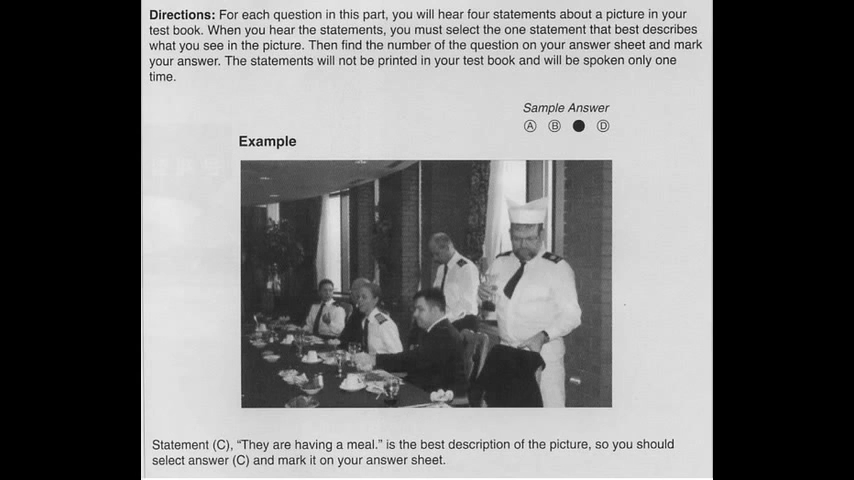 Directions: For each question in this part, you will hear four statements about a picture in your
test book. When you hear the statements, you must select the one statement that best describes
what you see in the picture. Then find the number of the question on your answer sheet and mark
your answer. The statements will not be printed in your test book and will be spoken only one
time.
Sample Answer
Ⓐ Ⓑ ● Ⓓ
Example
Statement (C), “They are having a meal.” is the best description of the picture, so you should
select answer (C) and mark it on your answer sheet.